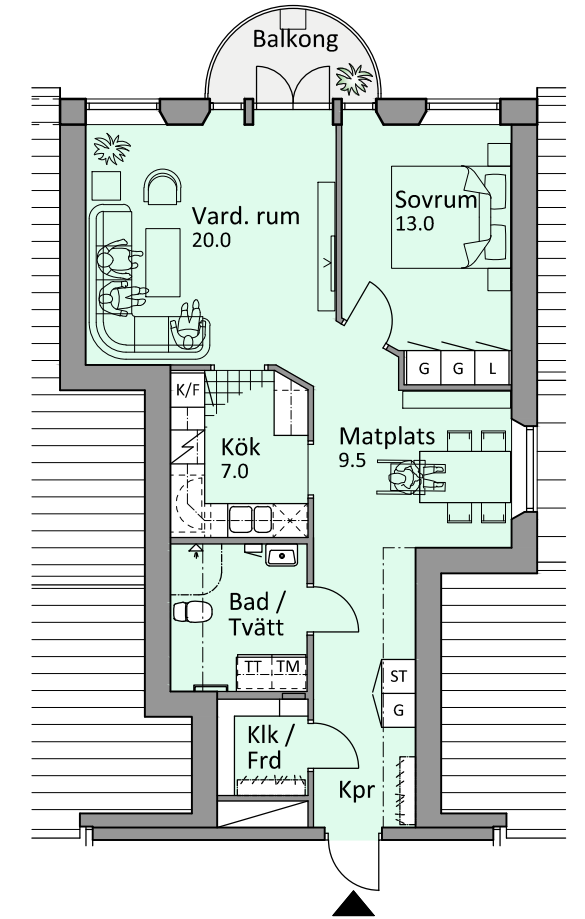 Balkong
Vard. rum
20.0
Sovrum
13.0
G G L
K/F
Kök
7.0
Matplats
9.5
Bad /
Tvätt
TT TM
ST
G
Klk /
Frd
Kpr